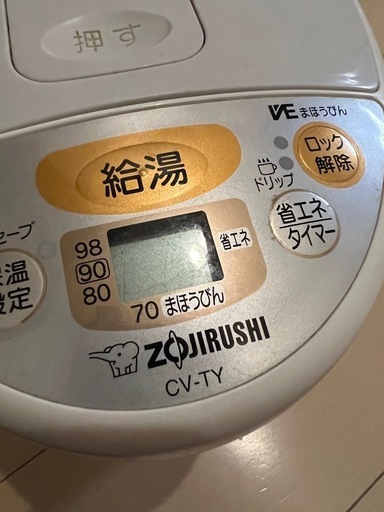 押す
VE まほうびん
ロック
解除
給湯
ドリップ
省エネ
タイマー
セーブ
温
設定
98
90
80
70 まほうびん
省エネ
ZOJIRUSHI
CV-TY